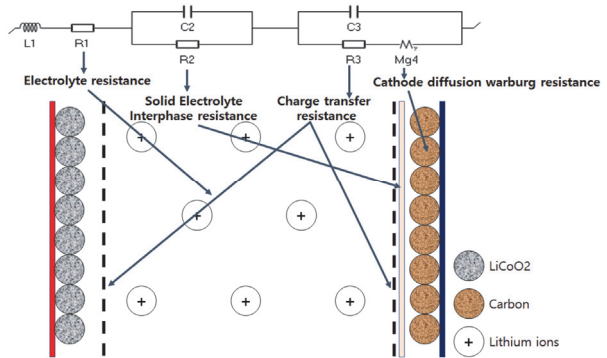 C2
C3
L1
R1
R2
R3
Mg4
Electrolyte resistance
Cathode diffusion warburg resistance
Solid Electrolyte
Interphase resistance
Charge transfer
resistance
+
+
+
+
+
+
+
+
LiCoO2
Carbon
+
Lithium ions